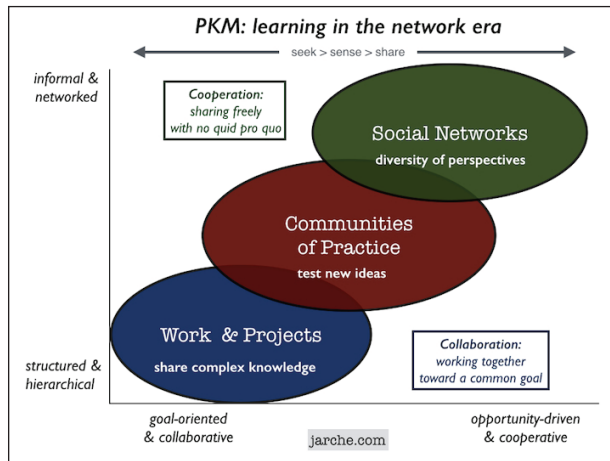 PKM: learning in the network era
seek > sense > share
informal &
networked
Cooperation:
sharing freely
with no quid pro quo
Social Networks
diversity of perspectives
Communities
of Practice
test new ideas
Work & Projects
share complex knowledge
Collaboration:
working together
toward a common goal
structured &
hierarchical
goal-oriented
& collaborative
jarche.com
opportunity-driven
& cooperative